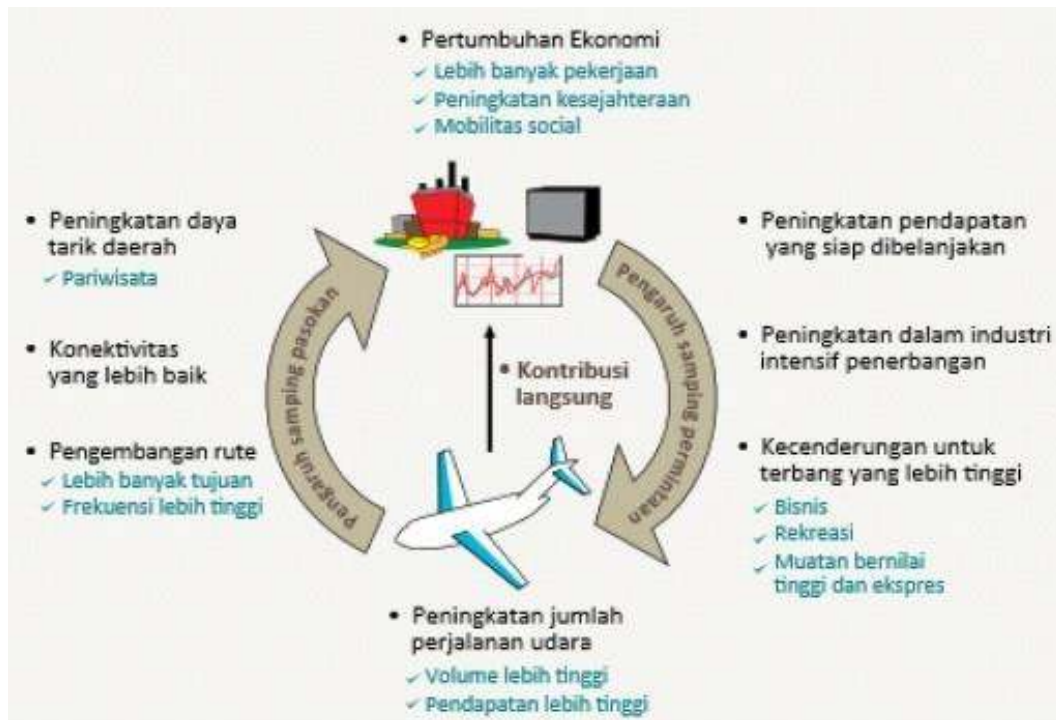 • Pertumbuhan Ekonomi
✓ Lebih banyak pekerjaan
✓ Peningkatan kesejahteraan
✓ Mobilitas social
• Peningkatan daya
tarik daerah
✓ Pariwisata
• Konektivitas
yang lebih baik
• Pengembangan rute
✓ Lebih banyak tujuan
✓ Frekuensi lebih tinggi
Pengaruh samping pasokan
• Kontribusi
langsung
Pengaruh samping permintaan
• Peningkatan pendapatan
yang siap dibelanjakan
• Peningkatan dalam industri
intensif penerbangan
• Kecenderungan untuk
terbang yang lebih tinggi
✓ Bisnis
✓ Rekreasi
✓ Muatan bernilai
tinggi dan ekspres
• Peningkatan jumlah
perjalanan udara
✓ Volume lebih tinggi
✓ Pendapatan lebih tinggi